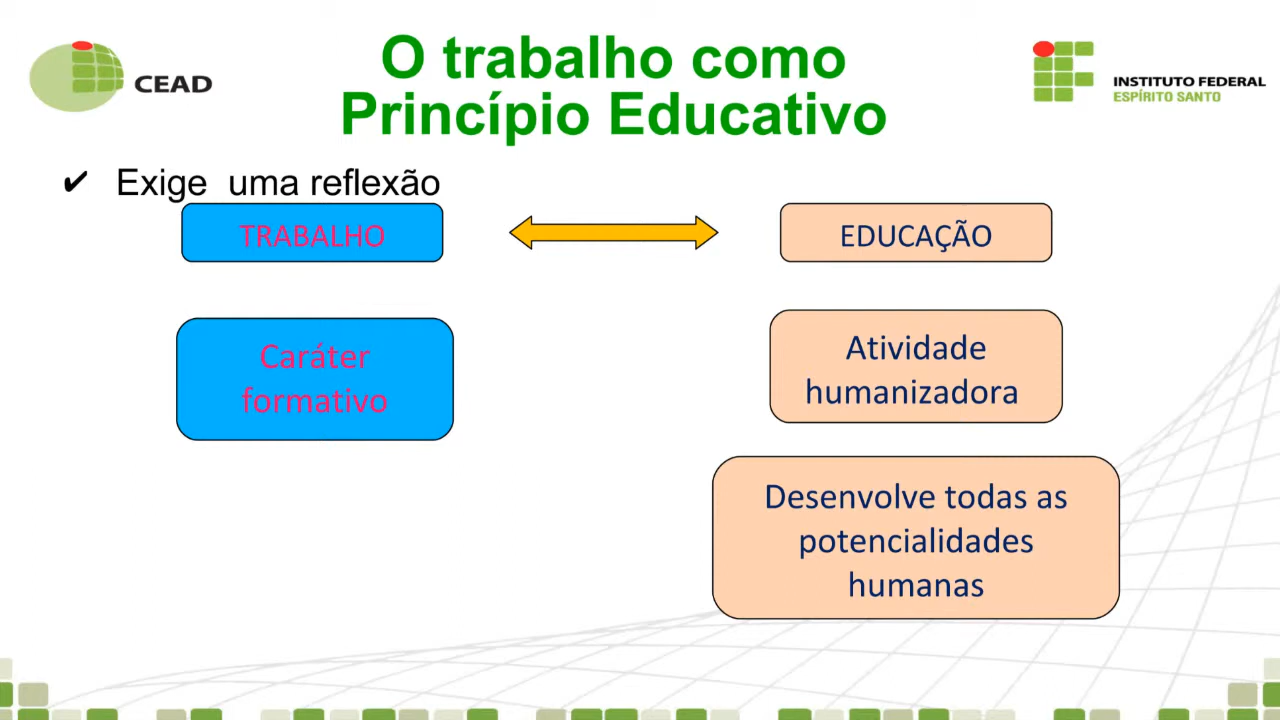 O trabalho como
Princípio Educativo
CEAD
INSTITUTO FEDERAL
ESPÍRITO SANTO
✔ Exige uma reflexão
TRABALHO
EDUCAÇÃO
Caráter
formativo
Atividade
humanizadora
Desenvolve todas as
potencialidades
humanas